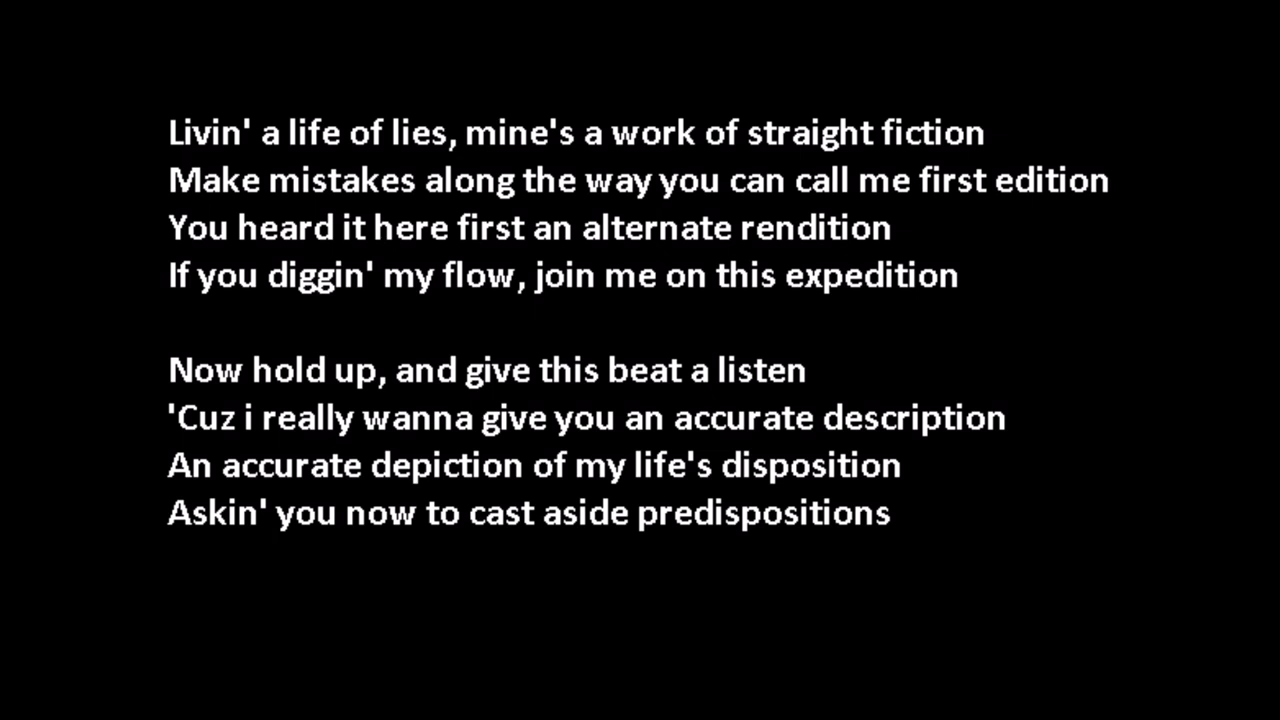 Livin' a life of lies, mine's a work of straight fiction
Make mistakes along the way you can call me first edition
You heard it here first an alternate rendition
If you diggin' my flow, join me on this expedition
Now hold up, and give this beat a listen
'Cuz i really wanna give you an accurate description
An accurate depiction of my life's disposition
Askin' you now to cast aside predispositions